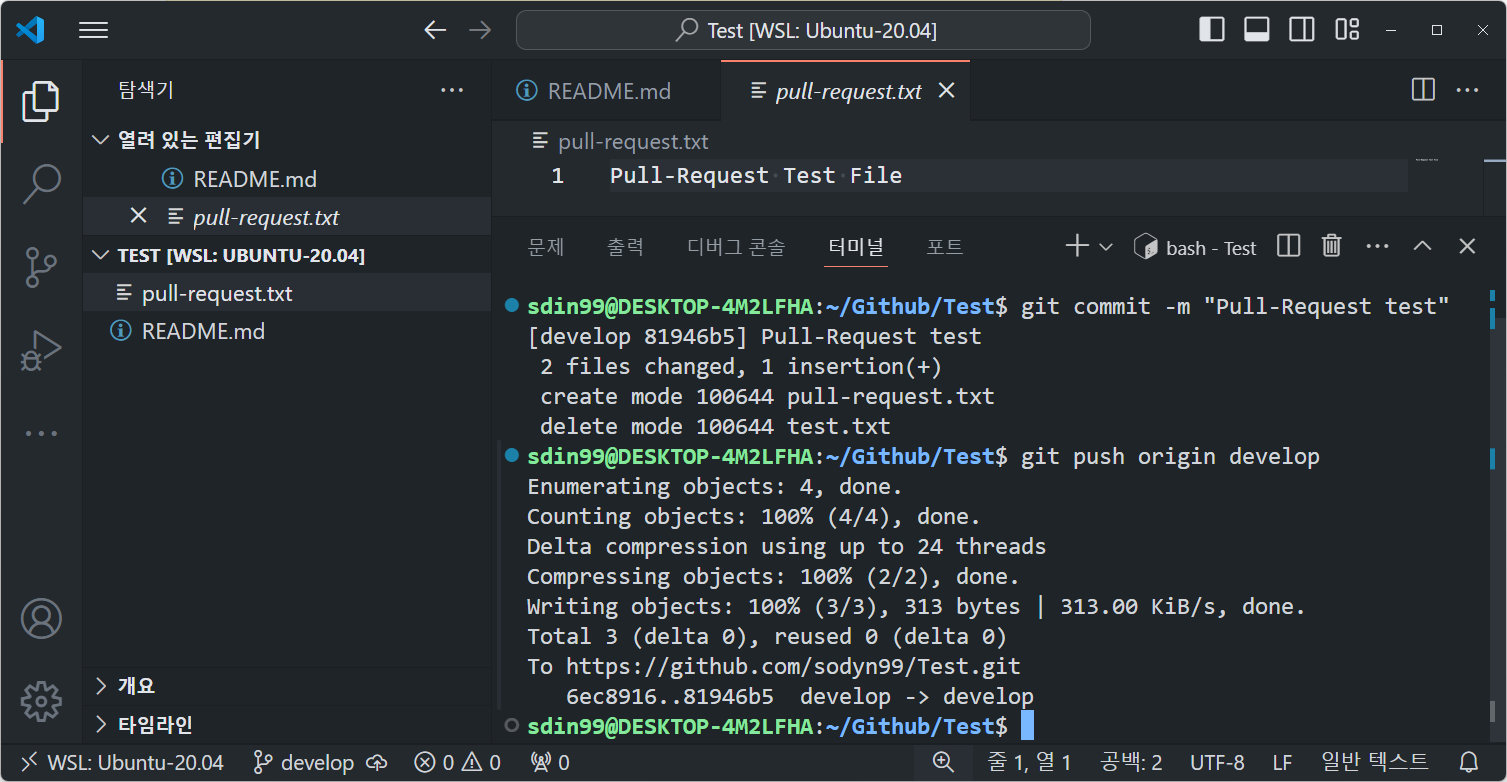 Test [WSL: Ubuntu-20.04]
탐색기
열려 있는 편집기
README.md
pull-request.txt
TEST [WSL: UBUNTU-20.04]
pull-request.txt
README.md
개요
타임라인
README.md
pull-request.txt
pull-request.txt
1 Pull-Request Test File
문제 출력 디버그 콘솔 터미널 포트
bash - Test
sdin99@DESKTOP-4M2LFHA:~/Github/Test$ git commit -m "Pull-Request test"
[develop 81946b5] Pull-Request test
2 files changed, 1 insertion(+)
create mode 100644 pull-request.txt
delete mode 100644 test.txt
sdin99@DESKTOP-4M2LFHA:~/Github/Test$ git push origin develop
Enumerating objects: 4, done.
Counting objects: 100% (4/4), done.
Delta compression using up to 24 threads
Compressing objects: 100% (2/2), done.
Writing objects: 100% (3/3), 313 bytes | 313.00 KiB/s, done.
Total 3 (delta 0), reused 0 (delta 0)
To https://github.com/sodyn99/Test.git
6ec8916..81946b5  develop -> develop
sdin99@DESKTOP-4M2LFHA:~/Github/Test$
WSL: Ubuntu-20.04 develop 0 0 0 줄 1, 열 1 공백: 2 UTF-8 LF 일반 텍스트